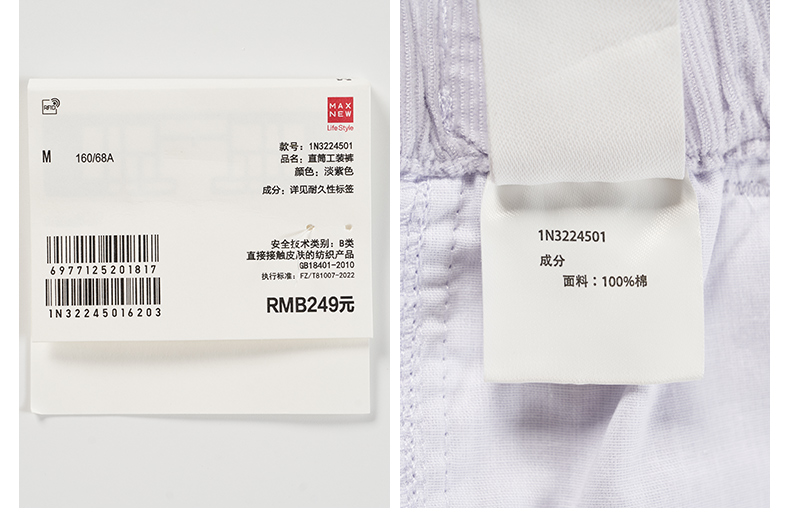 RFID
MAX
NEW
LifeStyle
M 160/68A
款号：1N3224501
品名：直筒工装裤
颜色：淡紫色
成分：详见耐久性标签
安全技术类别：B类
直接接触皮肤的纺织产品
GB18401-2010
执行标准：FZ/T81007-2022
6977125201817
1N32245016203
RMB249元
1N3224501
成分
面料：100%棉